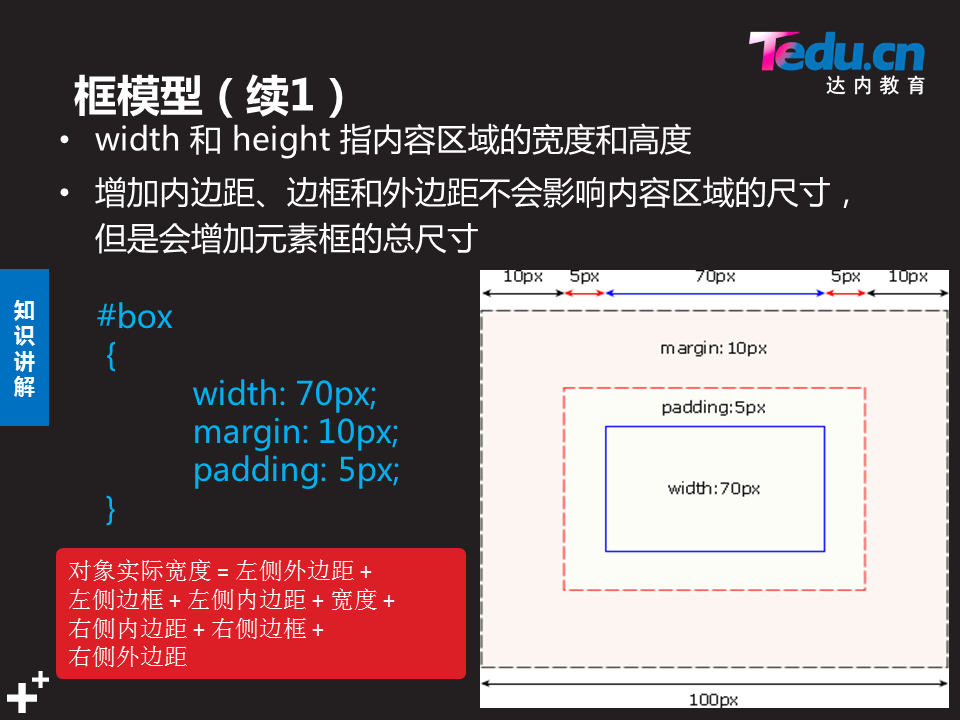 Tedu.cn
达内教育
框模型（续1）
• width 和 height 指内容区域的宽度和高度
• 增加内边距、边框和外边距不会影响内容区域的尺寸，
但是会增加元素框的总尺寸
知识讲解
#box
{
width: 70px;
margin: 10px;
padding: 5px;
}
对象实际宽度 = 左侧外边距 +
左侧边框 + 左侧内边距 + 宽度 +
右侧内边距 + 右侧边框 +
右侧外边距
10px 5px 70px 5px 10px
margin: 10px
padding:5px
width:70px
100px